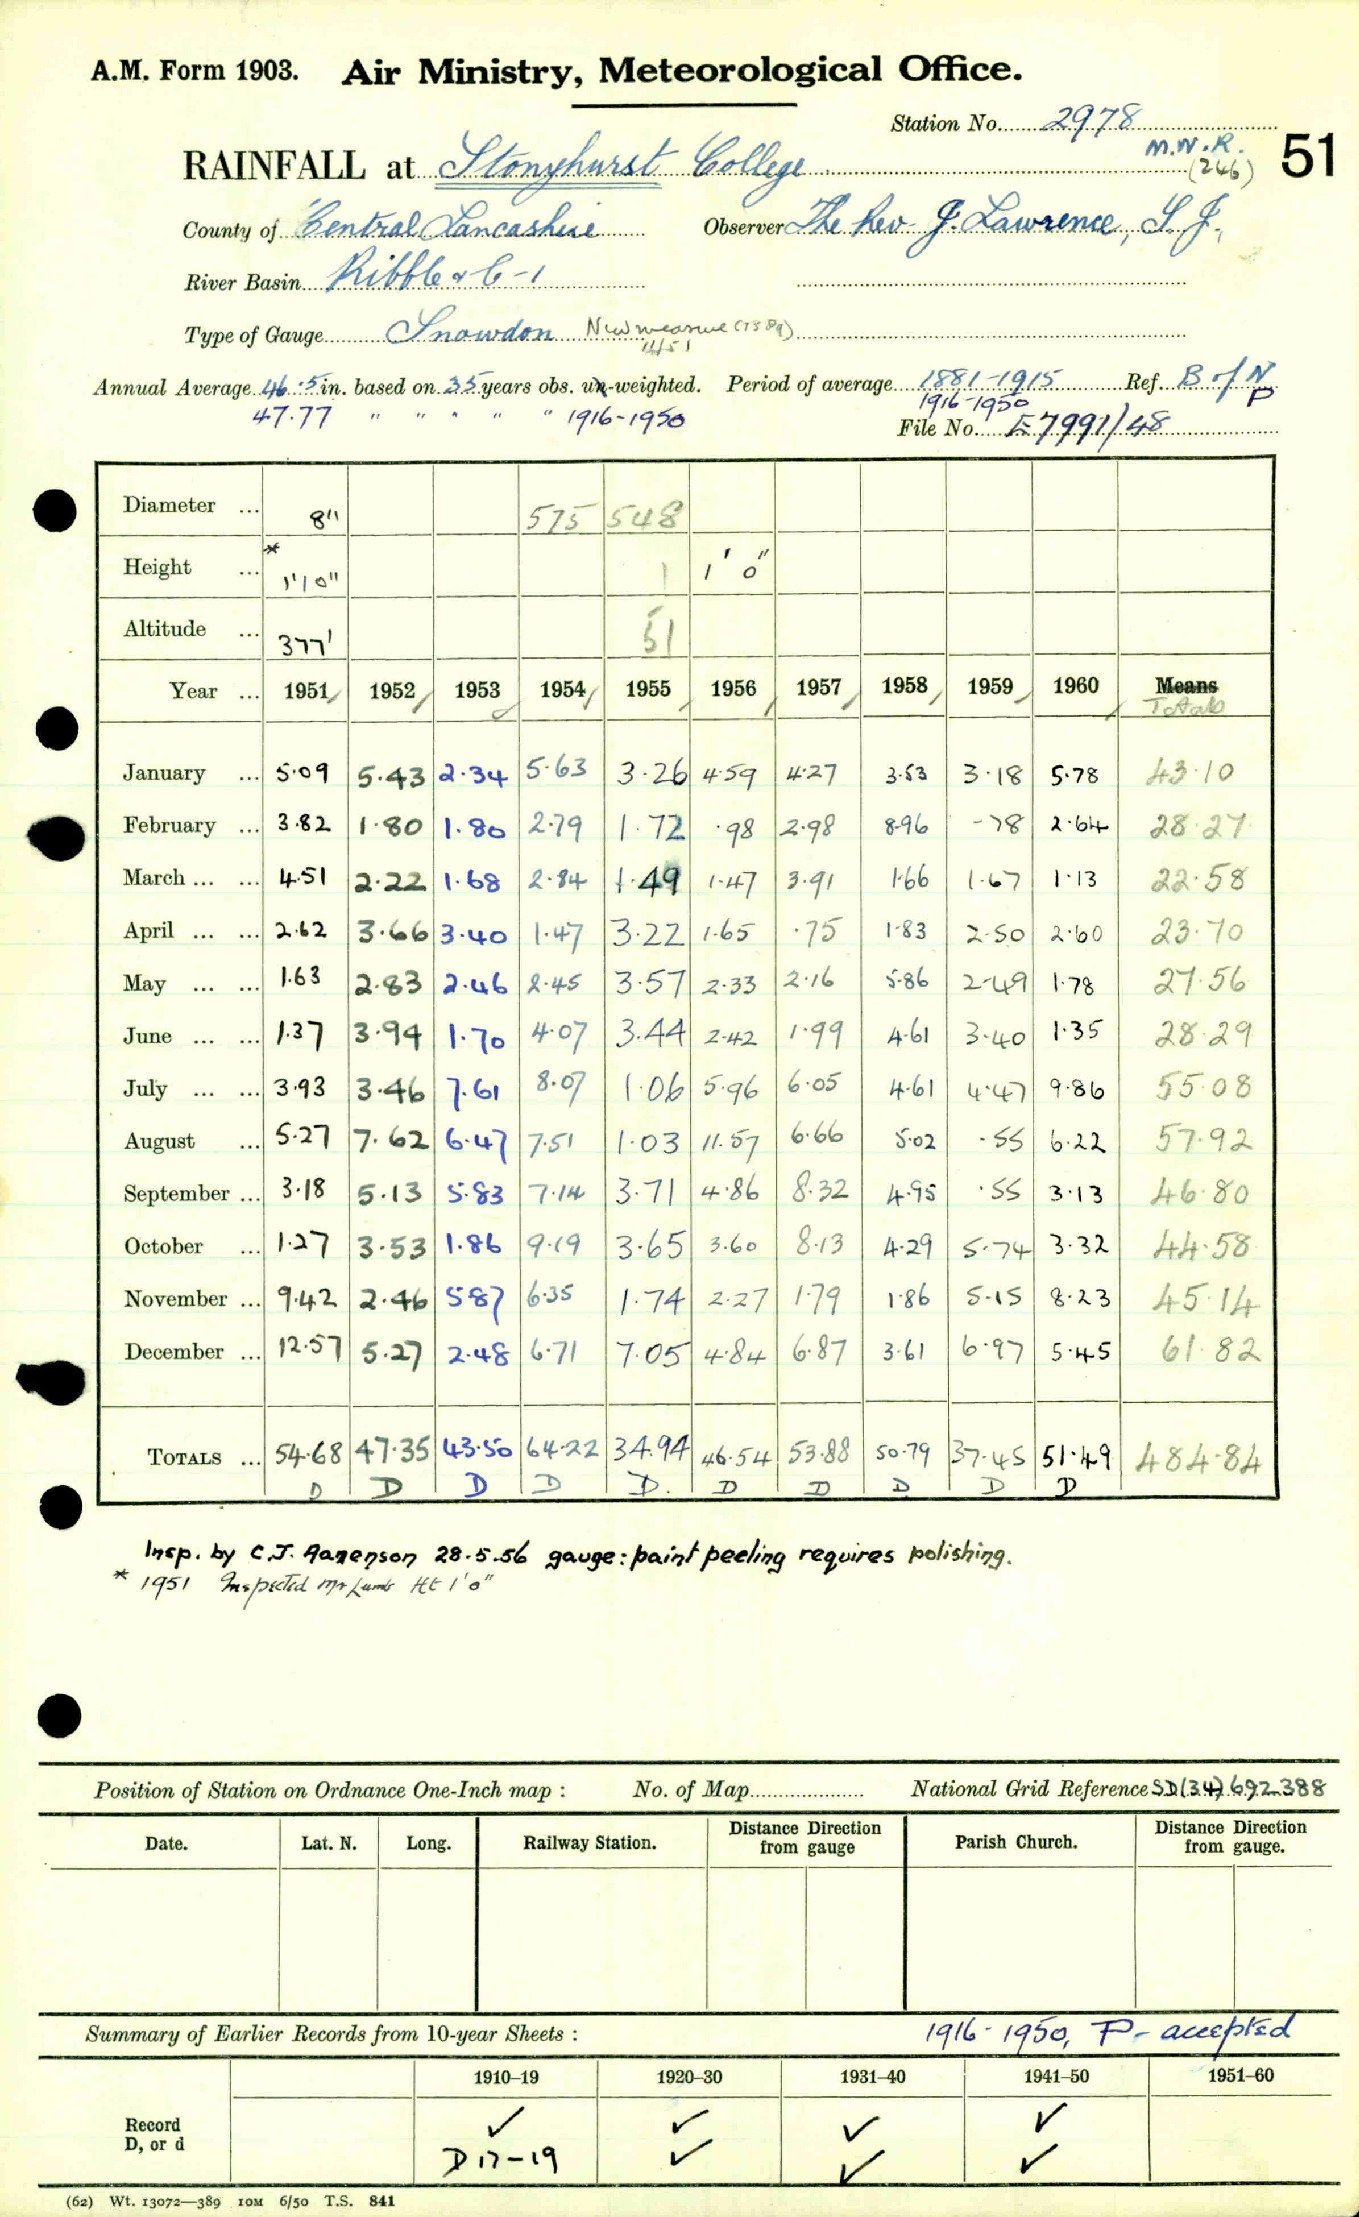 A.M. Form 1903. Air Ministry, Meteorological Office.
Station No. 2978
M.W.R. 51
RAINFALL at Stonyhurst College (246)
County of Central Lancashire Observer The Rev. J. Lawrence, S.J.
River Basin Ribble & C-1
Type of Gauge Snowdon New measure
11/51
Annual Average 46.5 in. based on 35 years obs. un-weighted. Period of average 1881-1915 Ref. B of N
47.77 " " " " " 1916-1950 1916-1950 P
File No. E 7991/48
Diameter ... 8" 575 548
Height ... * 1'10" 1 1' 0"
Altitude ... 377' 51
Year ... 1951 1952 1953 1954 1955 1956 1957 1958 1959 1960 Means
Totals
January ... 5.09 5.43 2.34 5.63 3.26 4.59 4.27 3.53 3.18 5.78 43.10
February ... 3.82 1.80 1.80 2.79 1.72 .98 2.98 8.96 .78 2.64 28.27
March ... ... 4.51 2.22 1.68 2.84 1.49 1.47 3.91 1.66 1.67 1.13 22.58
April ... ... 2.62 3.66 3.40 1.47 3.22 1.65 .75 1.83 2.50 2.60 23.70
May ... ... 1.63 2.83 2.46 2.45 3.57 2.33 2.16 5.86 2.49 1.78 27.56
June ... ... 1.37 3.94 1.70 4.07 3.44 2.42 1.99 4.61 3.40 1.35 28.29
July ... ... 3.93 3.46 7.61 8.07 1.06 5.96 6.05 4.61 4.47 9.86 55.08
August ... 5.27 7.62 6.47 7.51 1.03 11.57 6.66 5.02 .55 6.22 57.92
September ... 3.18 5.13 5.83 7.14 3.71 4.86 8.32 4.95 .55 3.13 46.80
October ... 1.27 3.53 1.86 9.19 3.65 3.60 8.13 4.29 5.74 3.32 44.58
November ... 9.42 2.46 5.87 6.35 1.74 2.27 1.79 1.86 5.15 8.23 45.14
December ... 12.57 5.27 2.48 6.71 7.05 4.84 6.87 3.61 6.97 5.45 61.82
TOTALS ... 54.68 47.35 43.50 64.22 34.94 46.54 53.88 50.79 37.45 51.49 484.84
D D D D D. D D D D D
Insp. by C.J. 28.5.56 gauge: paint peeling requires polishing.
* 1951 Inspected Mr Lumb Ht 1'0"
Position of Station on Ordnance One-Inch map : No. of Map National Grid Reference SD(34) 692388
Date. Lat. N. Long. Railway Station. Distance from Direction gauge Parish Church. Distance from Direction gauge.
Summary of Earlier Records from 10-year Sheets : 1916-1950, P- accepted
1910–19 1920–30 1931–40 1941–50 1951–60
Record ✓ ✓ ✓ ✓
D, or d D 17-19 ✓ ✓ ✓
(62) Wt. 13072—389 10M 6/50 T.S. 841